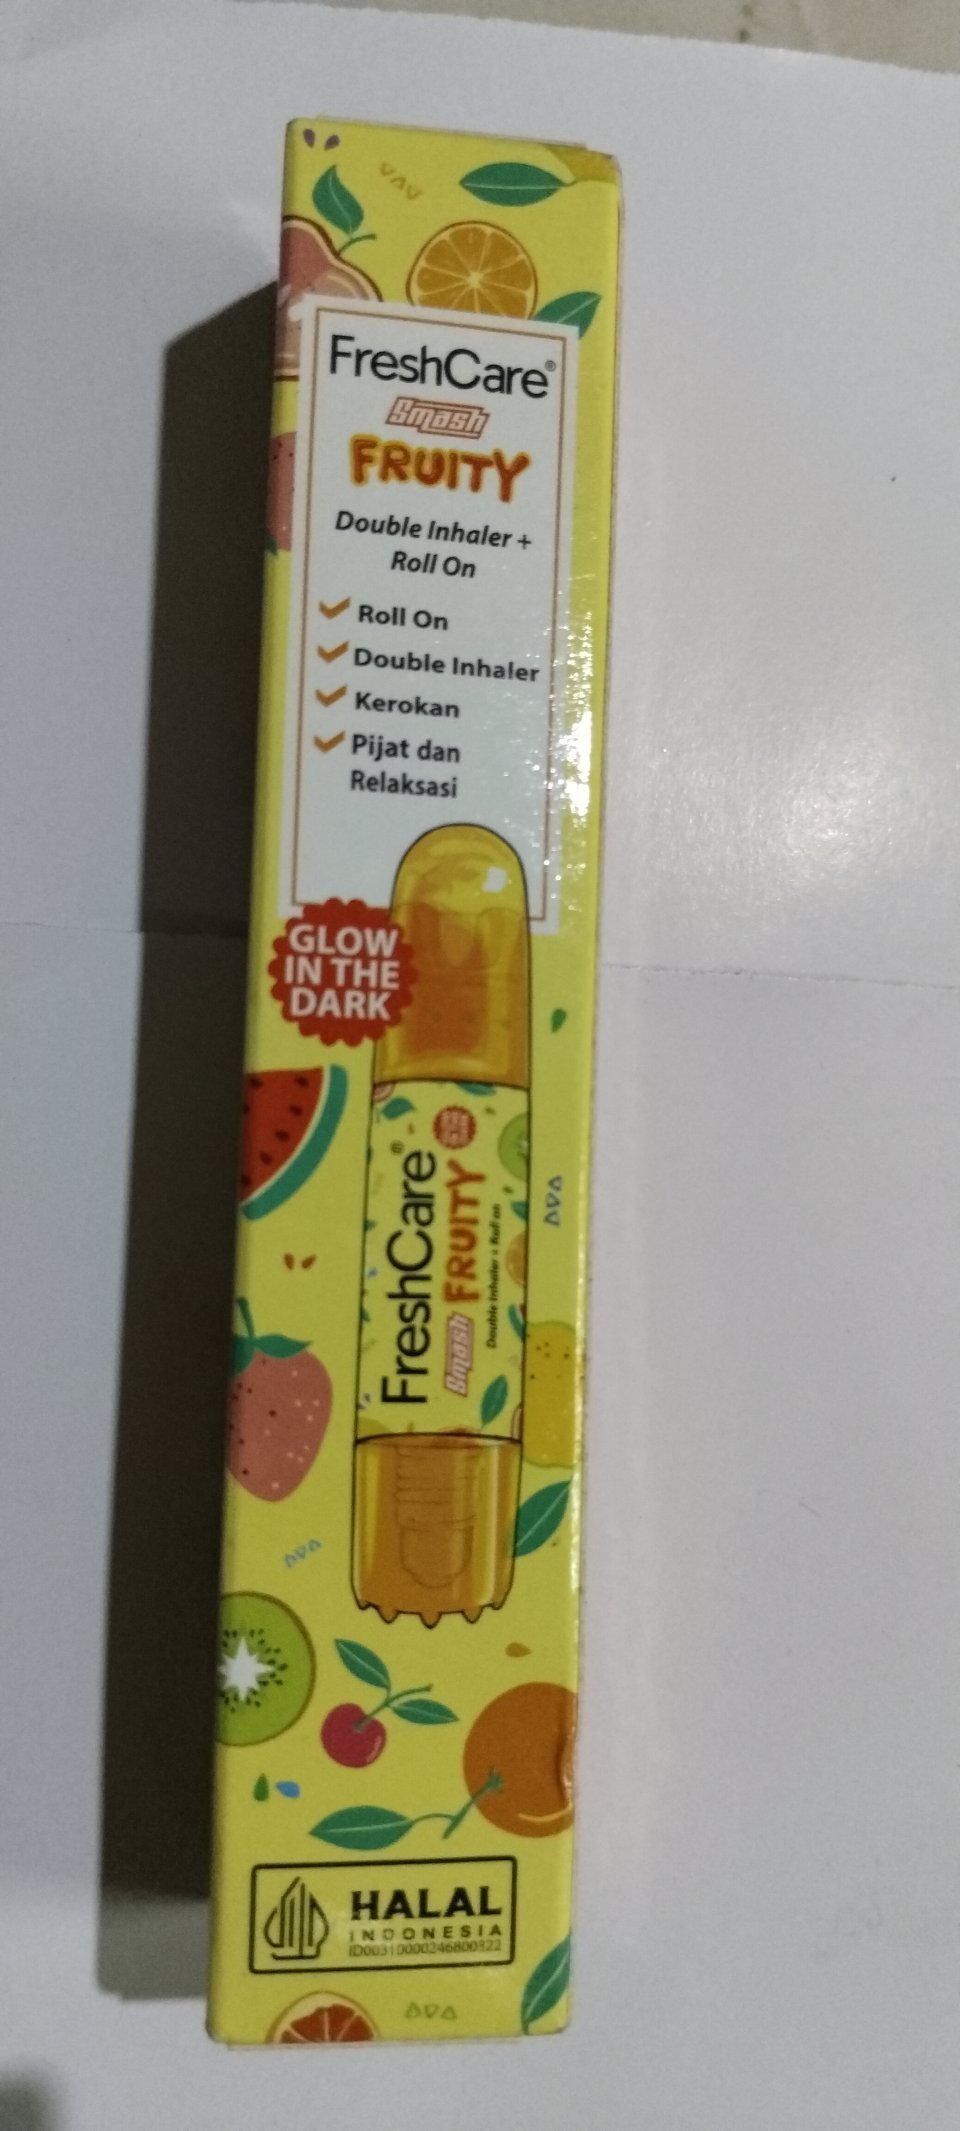 FreshCare®
Smash
FRUITY
Double Inhaler +
Roll On
Roll On
Double Inhaler
Kerokan
Pijat dan
Relaksasi
GLOW
IN THE
DARK
FreshCare®
Smash FRUITY
Double Inhaler + Roll on
HALAL
INDONESIA
ID00310000246800322